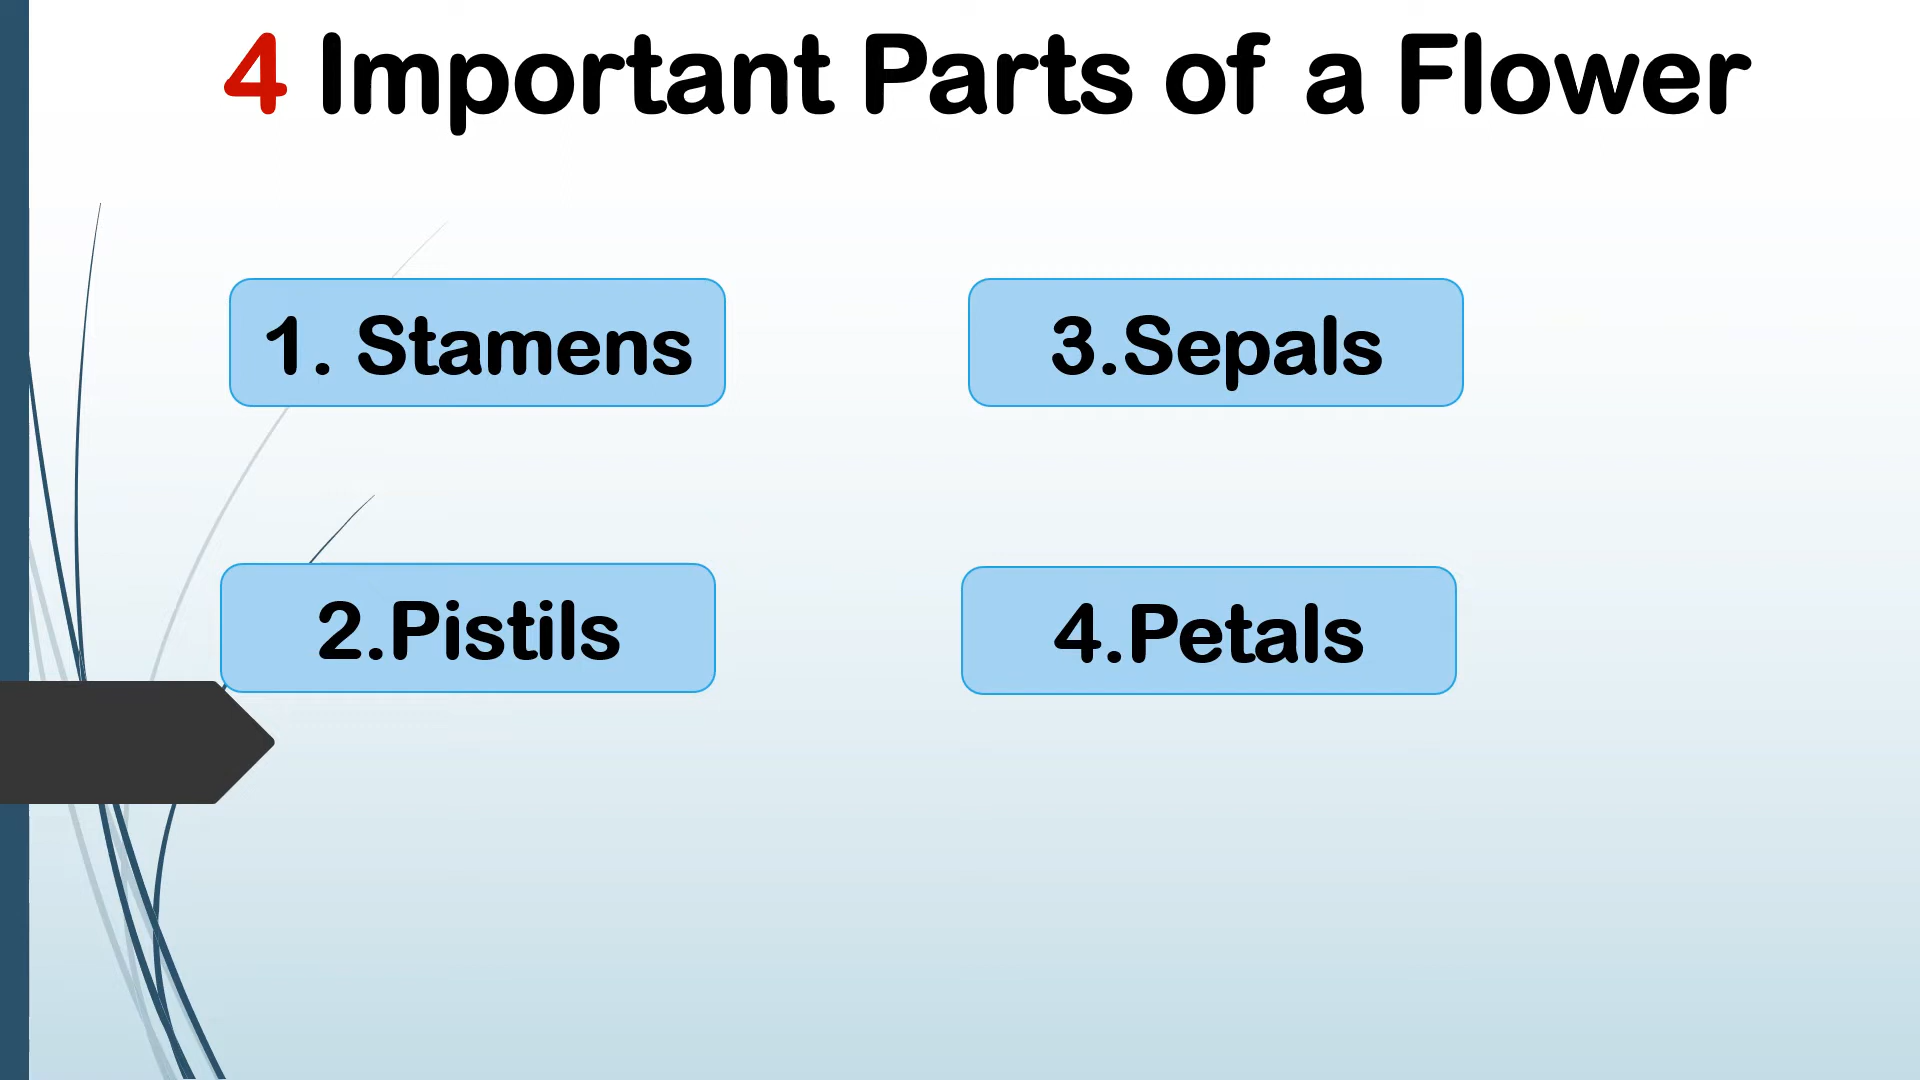 4 Important Parts of a Flower
1. Stamens
2.Pistils
3.Sepals
4.Petals